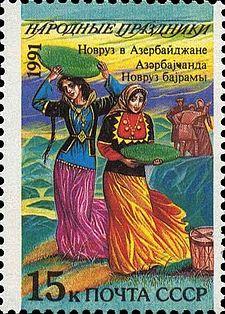 НАРОДНЫЕ ПРАЗДНИКИ
1991
Новруз в Азербайджане
Азәрбајҹанда
Новруз бајрамы
15к ПОЧТА СССР